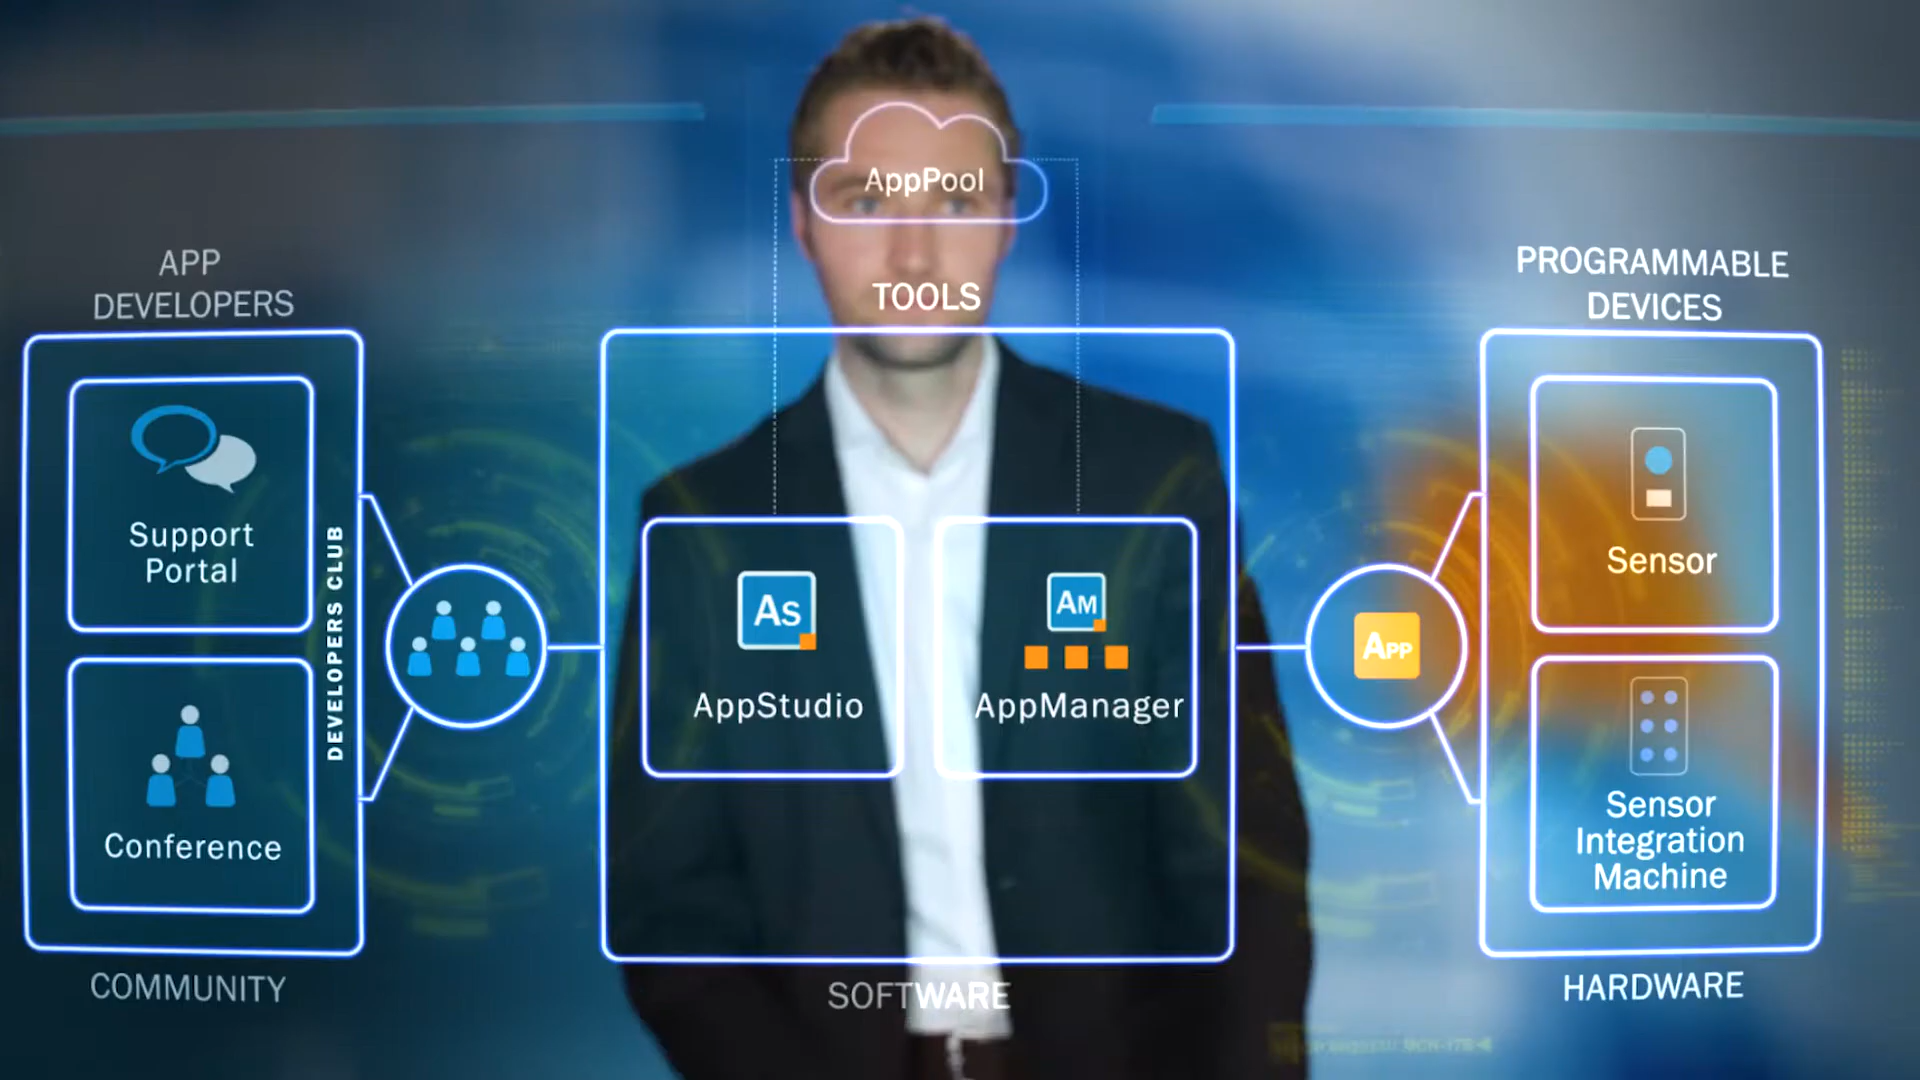 AppPool
APP
DEVELOPERS
TOOLS
PROGRAMMABLE
DEVICES
Support
Portal
DEVELOPERS CLUB
Conference
COMMUNITY
As
AppStudio
AM
AppManager
SOFTWARE
APP
Sensor
Sensor
Integration
Machine
HARDWARE